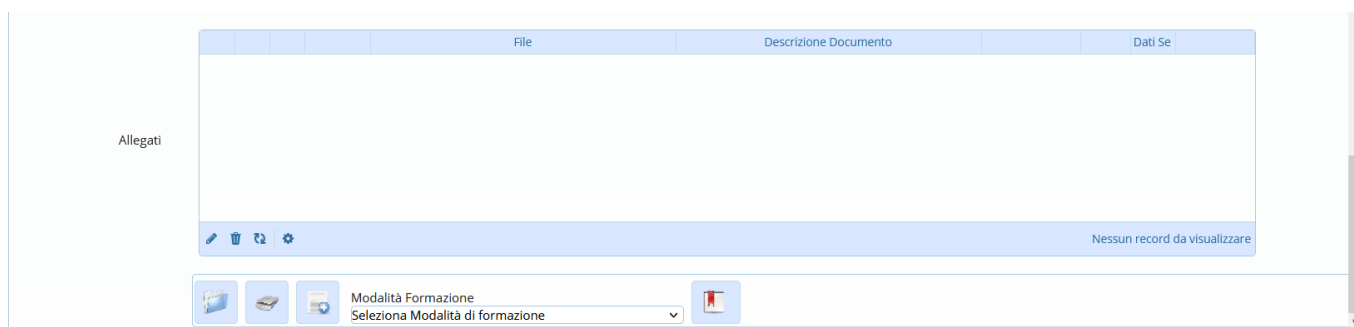 File Descrizione Documento Dati Se
Allegati
Nessun record da visualizzare
Modalità Formazione
Seleziona Modalità di formazione